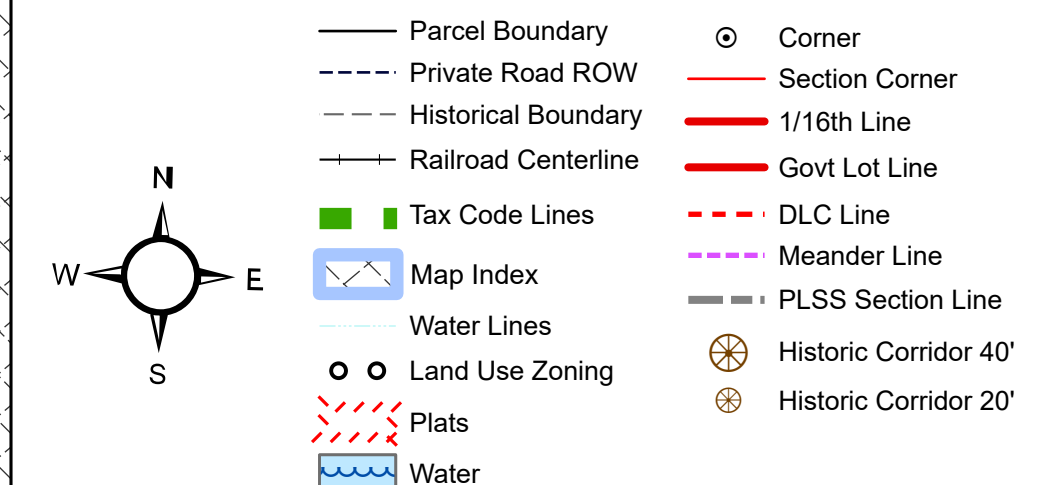 N
W
E
S
Parcel Boundary
Private Road ROW
Historical Boundary
Railroad Centerline
Tax Code Lines
Map Index
Water Lines
Land Use Zoning
Plats
Water
Corner
Section Corner
1/16th Line
Govt Lot Line
DLC Line
Meander Line
PLSS Section Line
Historic Corridor 40'
Historic Corridor 20'